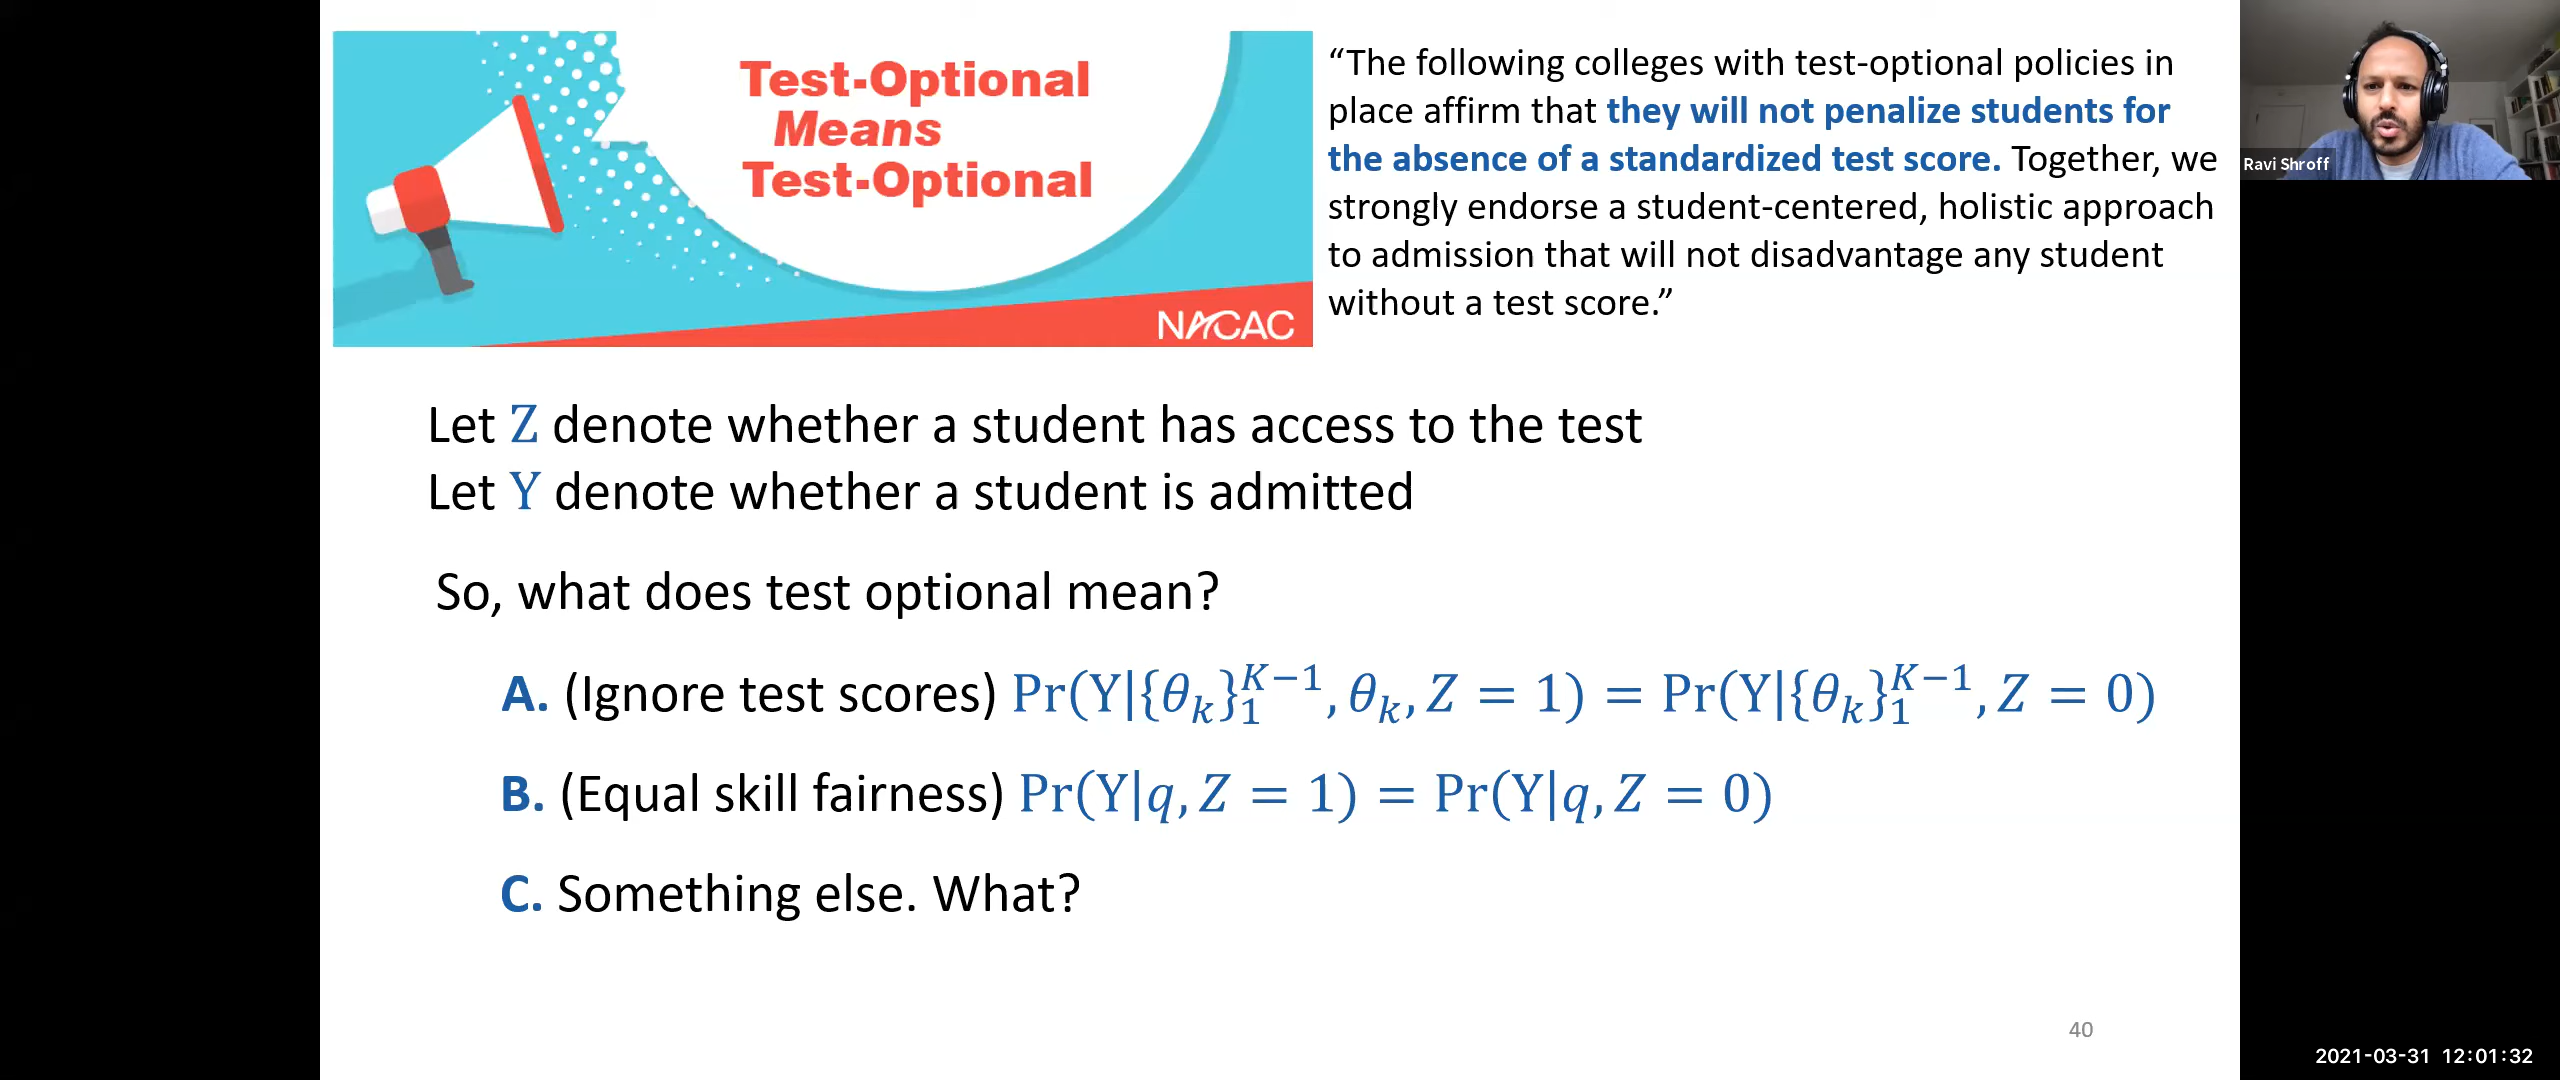 Test-Optional
Means
Test-Optional
NACAC
“The following colleges with test-optional policies in
place affirm that they will not penalize students for
the absence of a standardized test score. Together, we
strongly endorse a student-centered, holistic approach
to admission that will not disadvantage any student
without a test score.”
Ravi Shroff
Let Z denote whether a student has access to the test
Let Y denote whether a student is admitted
So, what does test optional mean?
A. (Ignore test scores) Pr(Y|{θ_k}_1^{K−1}, θ_k, Z = 1) = Pr(Y|{θ_k}_1^{K−1}, Z = 0)
B. (Equal skill fairness) Pr(Y|q, Z = 1) = Pr(Y|q, Z = 0)
C. Something else. What?
40
2021-03-31 12:01:32